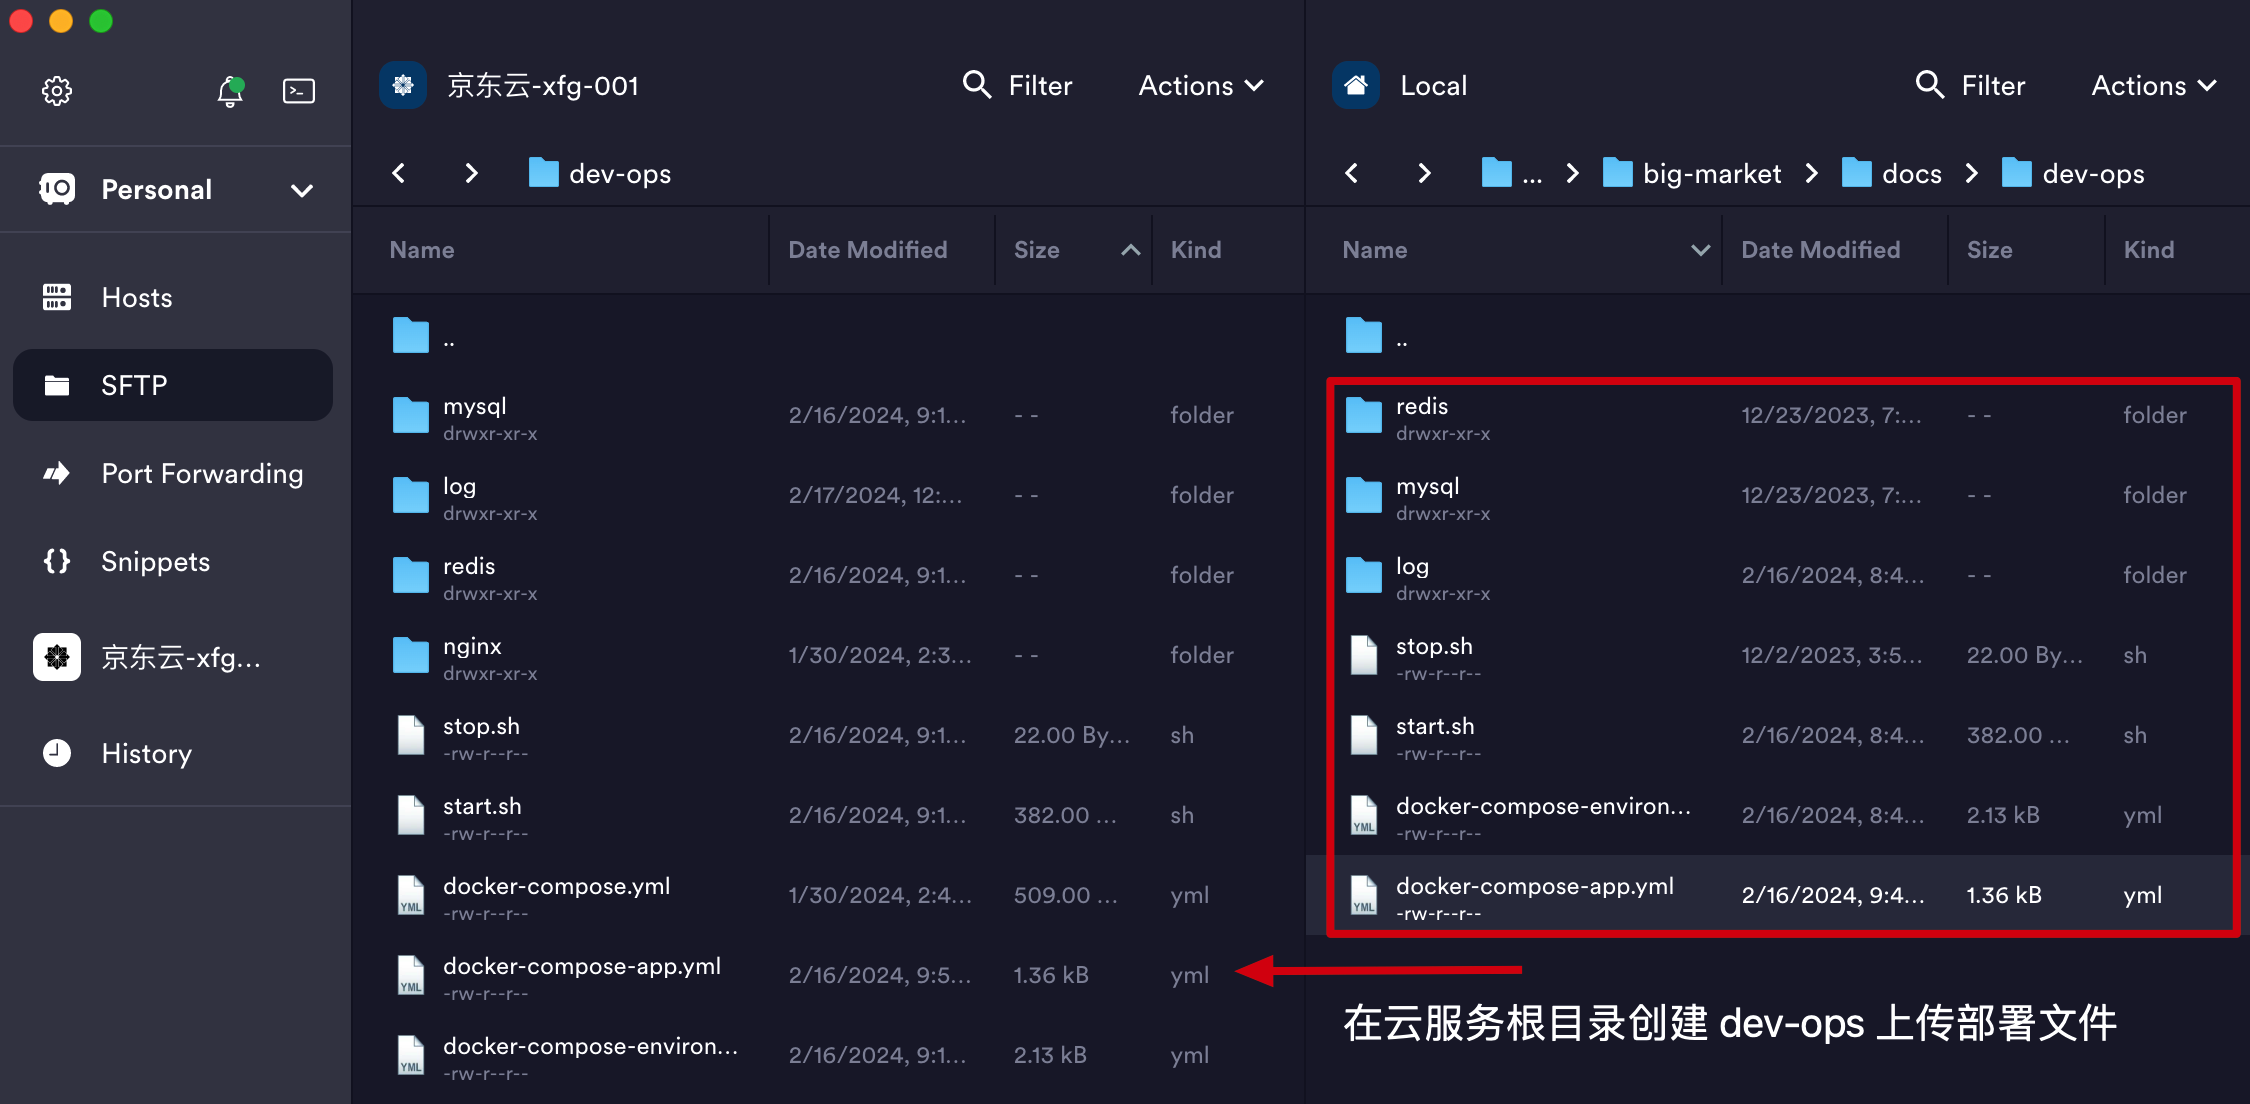 Personal
Hosts
SFTP
Port Forwarding
Snippets
京东云-xfg...
History
京东云-xfg-001
Filter
Actions
dev-ops
Name Date Modified Size Kind
..
mysql 2/16/2024, 9:1... - - folder
drwxr-xr-x
log 2/17/2024, 12:... - - folder
drwxr-xr-x
redis 2/16/2024, 9:1... - - folder
drwxr-xr-x
nginx 1/30/2024, 2:3... - - folder
drwxr-xr-x
stop.sh 2/16/2024, 9:1... 22.00 By... sh
-rw-r--r--
start.sh 2/16/2024, 9:1... 382.00 ... sh
-rw-r--r--
docker-compose.yml 1/30/2024, 2:4... 509.00 ... yml
YML -rw-r--r--
docker-compose-app.yml 2/16/2024, 9:5... 1.36 kB yml
YML -rw-r--r--
docker-compose-environ... 2/16/2024, 9:1... 2.13 kB yml
YML -rw-r--r--
Local
Filter
Actions
... big-market docs dev-ops
Name Date Modified Size Kind
..
redis 12/23/2023, 7:... - - folder
drwxr-xr-x
mysql 12/23/2023, 7:... - - folder
drwxr-xr-x
log 2/16/2024, 8:4... - - folder
drwxr-xr-x
stop.sh 12/2/2023, 3:5... 22.00 By... sh
-rw-r--r--
start.sh 2/16/2024, 8:4... 382.00 ... sh
-rw-r--r--
docker-compose-environ... 2/16/2024, 8:4... 2.13 kB yml
YML -rw-r--r--
docker-compose-app.yml 2/16/2024, 9:4... 1.36 kB yml
YML -rw-r--r--
在云服务根目录创建 dev-ops 上传部署文件